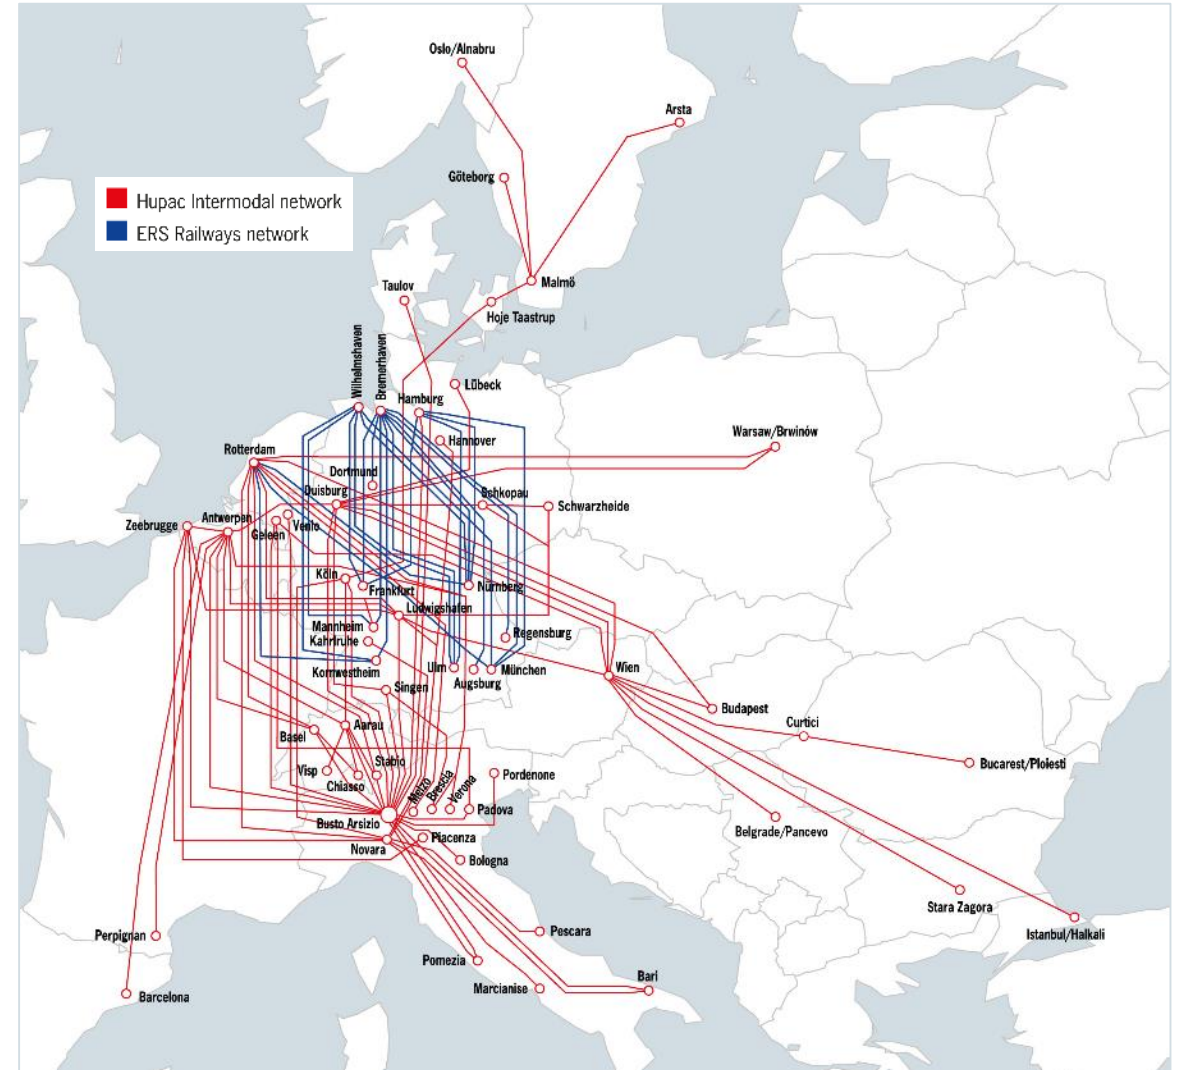 Oslo/Alnabru
Arsta
Göteborg
Hupac Intermodal network
ERS Railways network
Malmö
Taulov
Hoje Taastrup
Wilhelmshaven
Bremerhaven
Lübeck
Hamburg
Warsaw/Brwinów
Hannover
Rotterdam
Dortmund
Duisburg
Schkopau
Schwarzheide
Zeebrugge
Antwerpen
Venlo
Geleen
Köln
Frankfurt
Nürnberg
Ludwigshafen
Mannheim
Kahrlruhe
Regensburg
Kornwestheim
Ulm
Augsburg
München
Wien
Singen
Budapest
Curtici
Aarau
Basel
Bucarest/Ploiesti
Stabio
Visp
Chiasso
Melzo
Brescia
Verona
Pordenone
Padova
Busto Arsizio
Piacenza
Belgrade/Pancevo
Novara
Bologna
Stara Zagora
Perpignan
Pescara
Istanbul/Halkali
Pomezia
Bari
Marcianise
Barcelona